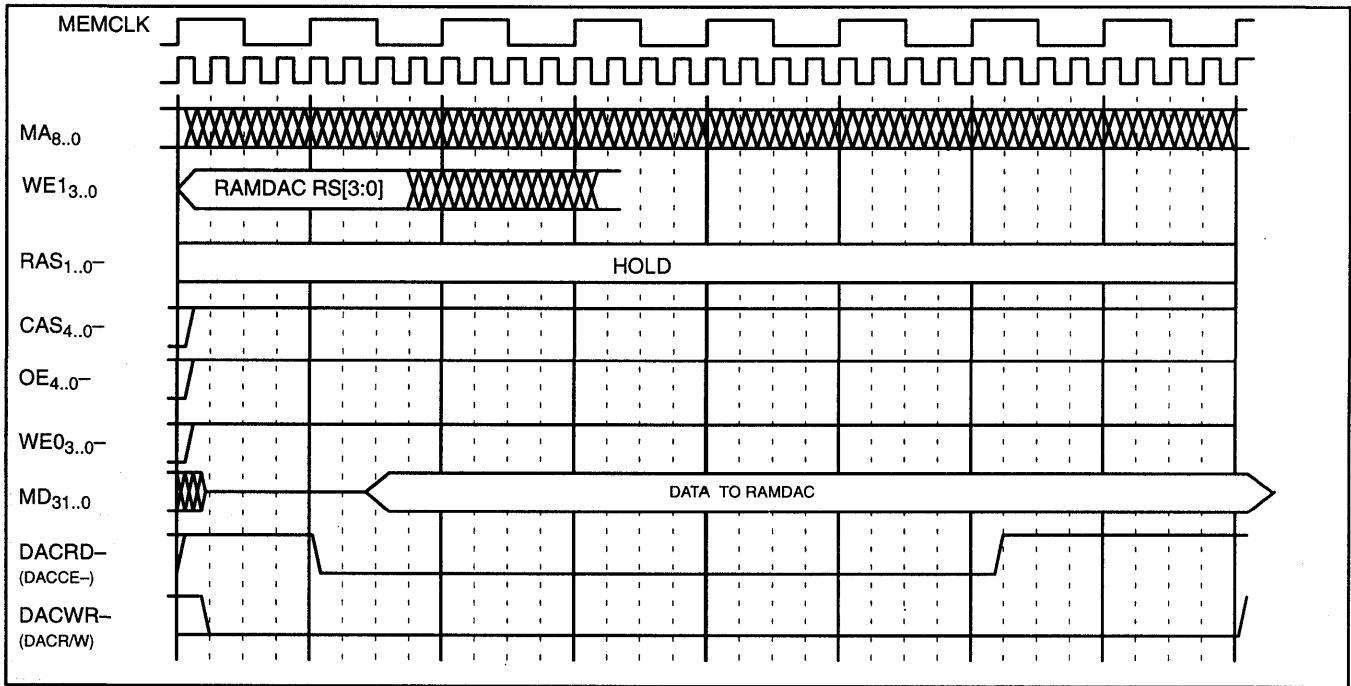 MEMCLK
MA8..0
WE13..0
RAMDAC RS[3:0]
RAS1..0–
HOLD
CAS4..0–
OE4..0–
WE03..0–
MD31..0
DATA TO RAMDAC
DACRD–
(DACCE–)
DACWR–
(DACR/W)